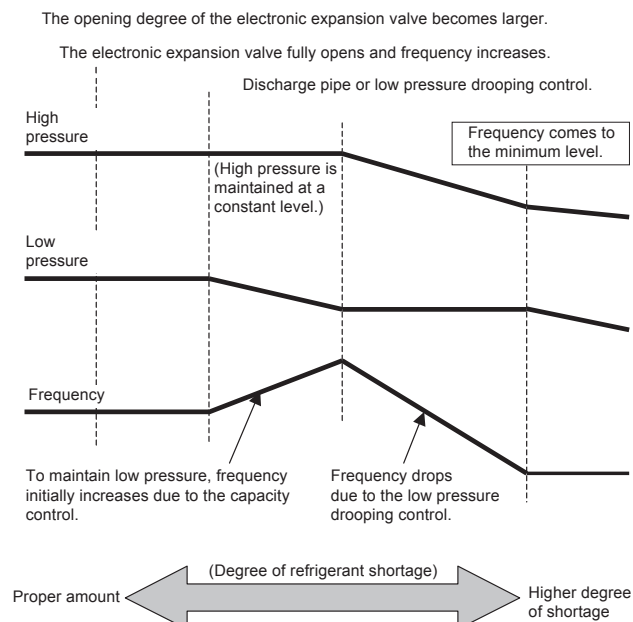 The opening degree of the electronic expansion valve becomes larger.
The electronic expansion valve fully opens and frequency increases.
Discharge pipe or low pressure drooping control.
High
pressure
Frequency comes to
the minimum level.
(High pressure is
maintained at a
constant level.)
Low
pressure
Frequency
To maintain low pressure, frequency
initially increases due to the capacity
control.
Frequency drops
due to the low pressure
drooping control.
(Degree of refrigerant shortage)
Proper amount
Higher degree
of shortage